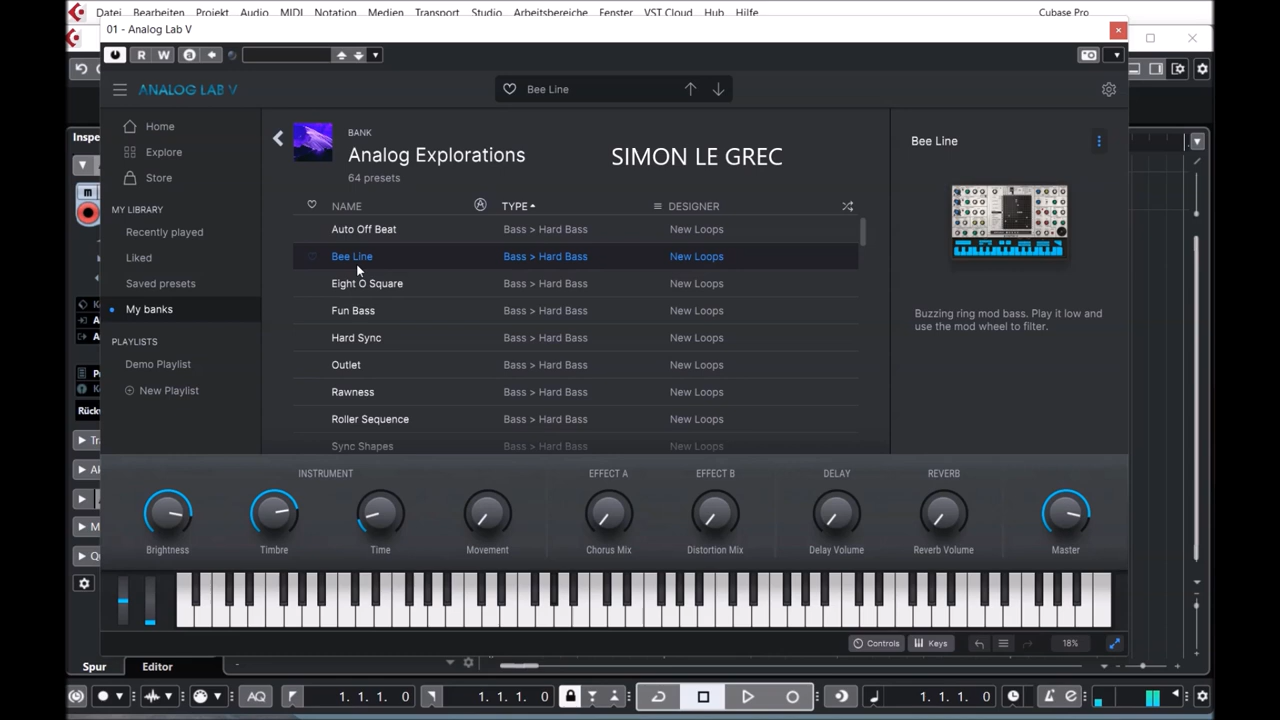 Datei Bearbeiten Projekt Audio MIDI Notation Medien Transport Studio Arbeitsbereiche Fenster VST Cloud Hub Hilfe Cubase Pro
01 - Analog Lab V
R W a
ANALOG LAB V
Bee Line
Home
Explore
Store
MY LIBRARY
Recently played
Liked
Saved presets
My banks
PLAYLISTS
Demo Playlist
New Playlist
BANK
Analog Explorations
64 presets
SIMON LE GREC
NAME TYPE DESIGNER
Auto Off Beat Bass > Hard Bass New Loops
Bee Line Bass > Hard Bass New Loops
Eight O Square Bass > Hard Bass New Loops
Fun Bass Bass > Hard Bass New Loops
Hard Sync Bass > Hard Bass New Loops
Outlet Bass > Hard Bass New Loops
Rawness Bass > Hard Bass New Loops
Roller Sequence Bass > Hard Bass New Loops
Sync Shapes Bass > Hard Bass New Loops
Bee Line
Buzzing ring mod bass. Play it low and
use the mod wheel to filter.
Inspe
m
Rückw
Tra
Ak
M
Qu
INSTRUMENT EFFECT A EFFECT B DELAY REVERB
Brightness Timbre Time Movement Chorus Mix Distortion Mix Delay Volume Reverb Volume Master
Controls Keys 18%
Spur Editor
AQ 1. 1. 1. 0 1. 1. 1. 0 1. 1. 1. 0